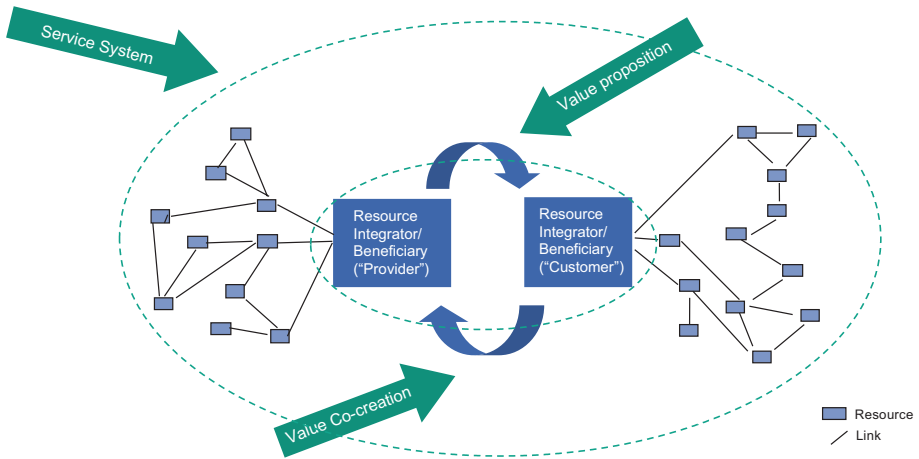 Service System
Value proposition
Resource
Integrator/
Beneficiary
(“Provider”)
Resource
Integrator/
Beneficiary
(“Customer”)
Value Co-creation
Resource
Link